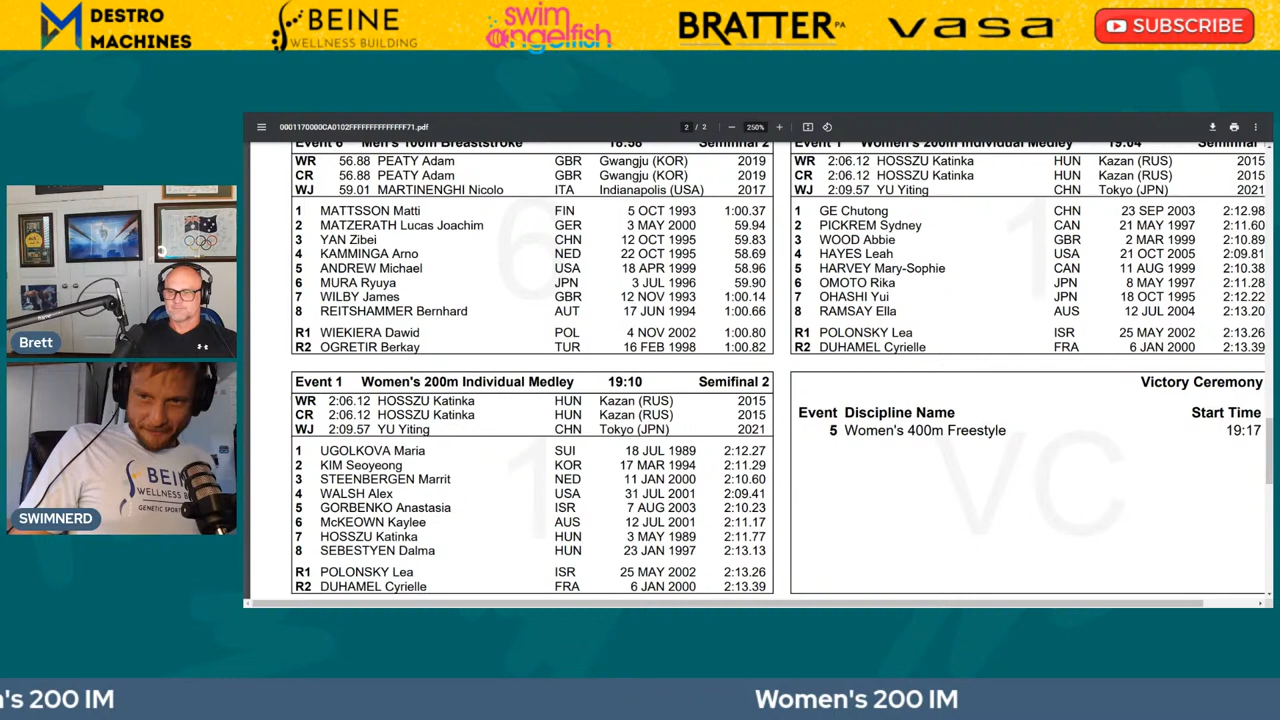 DESTRO
MACHINES
BEINE
WELLNESS BUILDING
swim
angelfish
BRATTER PA
vasa
SUBSCRIBE
0001170000CA0102FFFFFFFFFFFFFF71.pdf
2 / 2
250%
Event 6 Men's 100m Breaststroke 18:58 Semifinal 2
WR 56.88 PEATY Adam GBR Gwangju (KOR) 2019
CR 56.88 PEATY Adam GBR Gwangju (KOR) 2019
WJ 59.01 MARTINENGHI Nicolo ITA Indianapolis (USA) 2017
1 MATTSSON Matti FIN 5 OCT 1993 1:00.37
2 MATZERATH Lucas Joachim GER 3 MAY 2000 59.94
3 YAN Zibei CHN 12 OCT 1995 59.83
4 KAMMINGA Arno NED 22 OCT 1995 58.69
5 ANDREW Michael USA 18 APR 1999 58.96
6 MURA Ryuya JPN 3 JUL 1996 59.90
7 WILBY James GBR 12 NOV 1993 1:00.14
8 REITSHAMMER Bernhard AUT 17 JUN 1994 1:00.66
R1 WIEKIERA Dawid POL 4 NOV 2002 1:00.80
R2 OGRETIR Berkay TUR 16 FEB 1998 1:00.82
Event 1 Women's 200m Individual Medley 19:04 Semifinal
WR 2:06.12 HOSSZU Katinka HUN Kazan (RUS) 2015
CR 2:06.12 HOSSZU Katinka HUN Kazan (RUS) 2015
WJ 2:09.57 YU Yiting CHN Tokyo (JPN) 2021
1 GE Chutong CHN 23 SEP 2003 2:12.98
2 PICKREM Sydney CAN 21 MAY 1997 2:11.60
3 WOOD Abbie GBR 2 MAR 1999 2:10.89
4 HAYES Leah USA 21 OCT 2005 2:09.81
5 HARVEY Mary-Sophie CAN 11 AUG 1999 2:10.38
6 OMOTO Rika JPN 8 MAY 1997 2:11.28
7 OHASHI Yui JPN 18 OCT 1995 2:12.22
8 RAMSAY Ella AUS 12 JUL 2004 2:13.20
R1 POLONSKY Lea ISR 25 MAY 2002 2:13.26
R2 DUHAMEL Cyrielle FRA 6 JAN 2000 2:13.39
Event 1 Women's 200m Individual Medley 19:10 Semifinal 2
WR 2:06.12 HOSSZU Katinka HUN Kazan (RUS) 2015
CR 2:06.12 HOSSZU Katinka HUN Kazan (RUS) 2015
WJ 2:09.57 YU Yiting CHN Tokyo (JPN) 2021
1 UGOLKOVA Maria SUI 18 JUL 1989 2:12.27
2 KIM Seoyeong KOR 17 MAR 1994 2:11.29
3 STEENBERGEN Marrit NED 11 JAN 2000 2:10.60
4 WALSH Alex USA 31 JUL 2001 2:09.41
5 GORBENKO Anastasia ISR 7 AUG 2003 2:10.23
6 McKEOWN Kaylee AUS 12 JUL 2001 2:11.17
7 HOSSZU Katinka HUN 3 MAY 1989 2:11.77
8 SEBESTYEN Dalma HUN 23 JAN 1997 2:13.13
R1 POLONSKY Lea ISR 25 MAY 2002 2:13.26
R2 DUHAMEL Cyrielle FRA 6 JAN 2000 2:13.39
Victory Ceremony
Event Discipline Name Start Time
5 Women's 400m Freestyle 19:17
6
1
1
VC
Brett
BEINE
WELLNESS B
GENETIC SPOR
SWIMNERD
n's 200 IM
Women's 200 IM